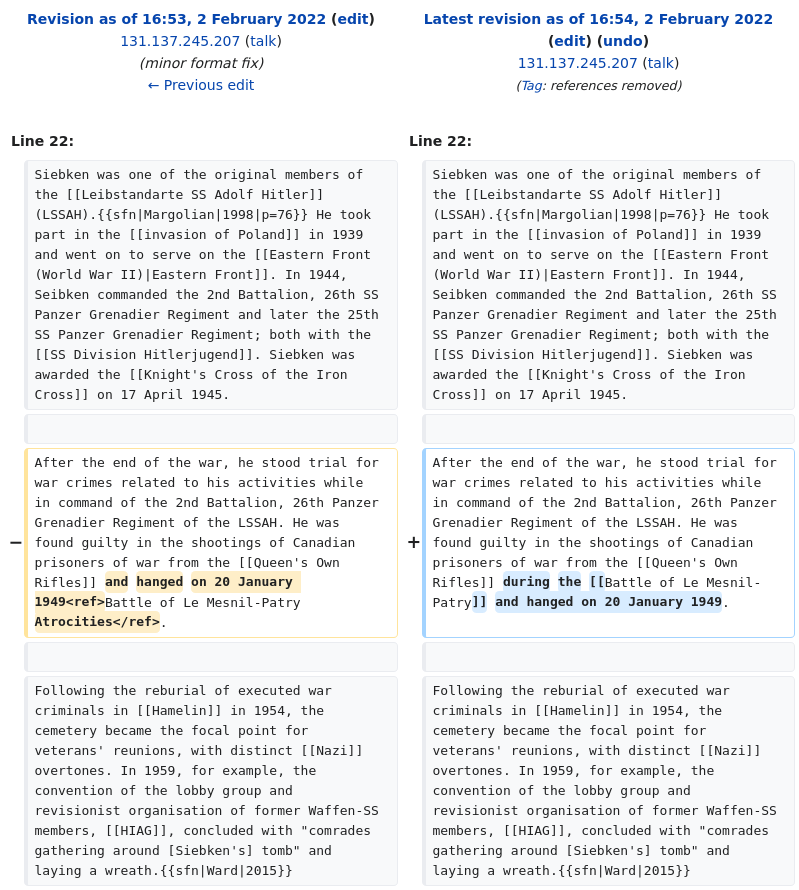 Revision as of 16:53, 2 February 2022 (edit)
131.137.245.207 (talk)
(minor format fix)
← Previous edit
Latest revision as of 16:54, 2 February 2022
(edit) (undo)
131.137.245.207 (talk)
(Tag: references removed)
Line 22:
Siebken was one of the original members of
the [[Leibstandarte SS Adolf Hitler]]
(LSSAH).{{sfn|Margolian|1998|p=76}} He took
part in the [[invasion of Poland]] in 1939
and went on to serve on the [[Eastern Front
(World War II)|Eastern Front]]. In 1944,
Seibken commanded the 2nd Battalion, 26th SS
Panzer Grenadier Regiment and later the 25th
SS Panzer Grenadier Regiment; both with the
[[SS Division Hitlerjugend]]. Siebken was
awarded the [[Knight's Cross of the Iron
Cross]] on 17 April 1945.
Line 22:
Siebken was one of the original members of
the [[Leibstandarte SS Adolf Hitler]]
(LSSAH).{{sfn|Margolian|1998|p=76}} He took
part in the [[invasion of Poland]] in 1939
and went on to serve on the [[Eastern Front
(World War II)|Eastern Front]]. In 1944,
Seibken commanded the 2nd Battalion, 26th SS
Panzer Grenadier Regiment and later the 25th
SS Panzer Grenadier Regiment; both with the
[[SS Division Hitlerjugend]]. Siebken was
awarded the [[Knight's Cross of the Iron
Cross]] on 17 April 1945.
−
After the end of the war, he stood trial for
war crimes related to his activities while
in command of the 2nd Battalion, 26th Panzer
Grenadier Regiment of the LSSAH. He was
found guilty in the shootings of Canadian
prisoners of war from the [[Queen's Own
Rifles]] and hanged on 20 January
1949<ref>Battle of Le Mesnil-Patry
Atrocities</ref>.
+
After the end of the war, he stood trial for
war crimes related to his activities while
in command of the 2nd Battalion, 26th Panzer
Grenadier Regiment of the LSSAH. He was
found guilty in the shootings of Canadian
prisoners of war from the [[Queen's Own
Rifles]] during the [[Battle of Le Mesnil-
Patry]] and hanged on 20 January 1949.
Following the reburial of executed war
criminals in [[Hamelin]] in 1954, the
cemetery became the focal point for
veterans' reunions, with distinct [[Nazi]]
overtones. In 1959, for example, the
convention of the lobby group and
revisionist organisation of former Waffen-SS
members, [[HIAG]], concluded with "comrades
gathering around [Siebken's] tomb" and
laying a wreath.{{sfn|Ward|2015}}
Following the reburial of executed war
criminals in [[Hamelin]] in 1954, the
cemetery became the focal point for
veterans' reunions, with distinct [[Nazi]]
overtones. In 1959, for example, the
convention of the lobby group and
revisionist organisation of former Waffen-SS
members, [[HIAG]], concluded with "comrades
gathering around [Siebken's] tomb" and
laying a wreath.{{sfn|Ward|2015}}